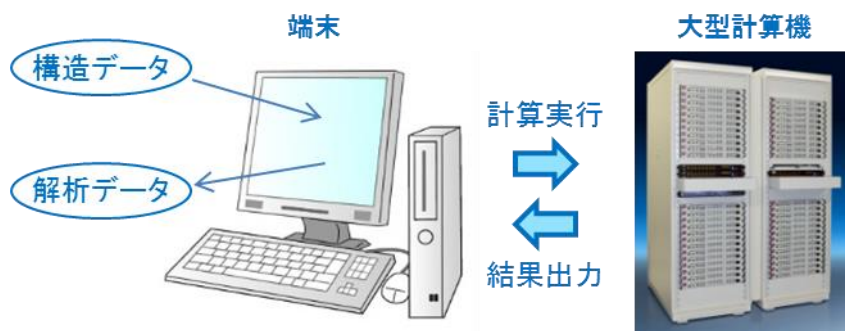 端末
大型計算機
構造データ
計算実行
解析データ
結果出力